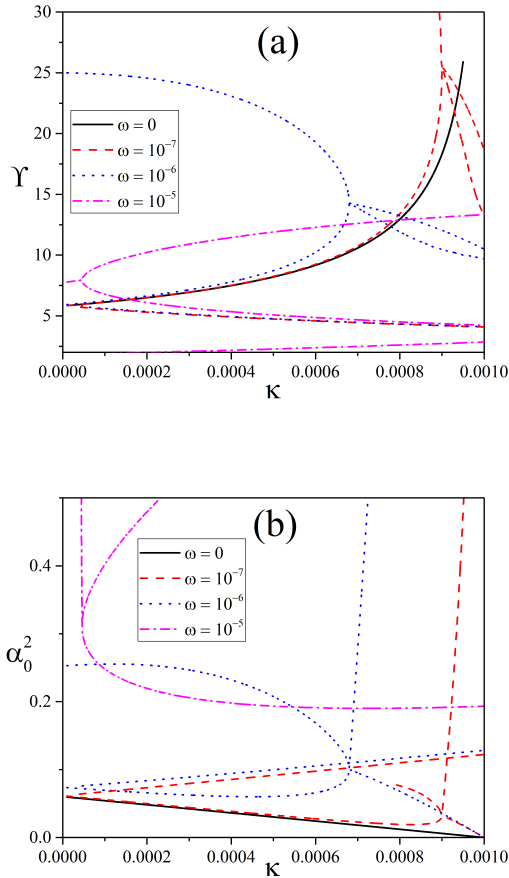 (a)
30
25
20
15
10
5
ϒ
ω = 0
ω = 10⁻⁷
ω = 10⁻⁶
ω = 10⁻⁵
0.0000 0.0002 0.0004 0.0006 0.0008 0.0010
κ
(b)
0.4
0.2
0.0
α₀²
ω = 0
ω = 10⁻⁷
ω = 10⁻⁶
ω = 10⁻⁵
0.0000 0.0002 0.0004 0.0006 0.0008 0.0010
κ